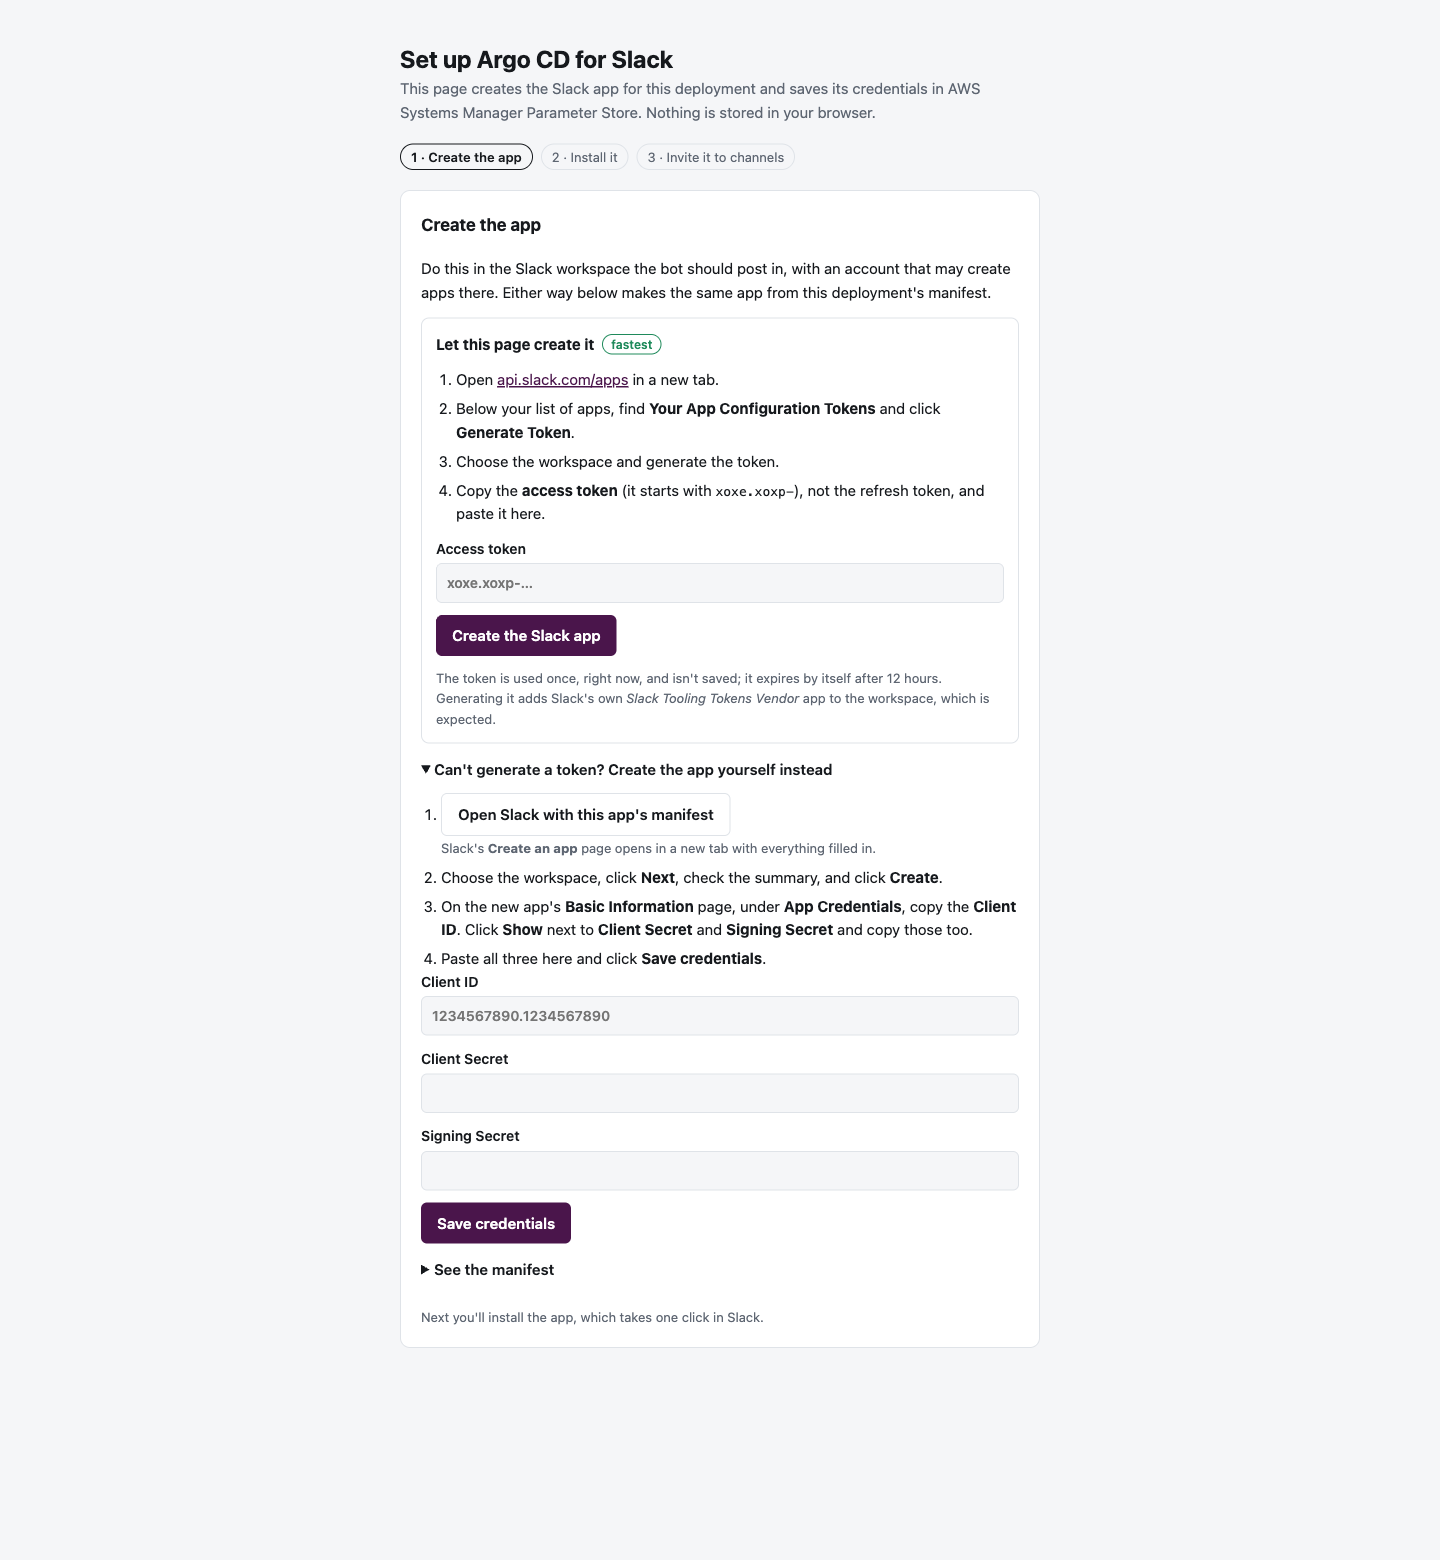 Set up Argo CD for Slack
This page creates the Slack app for this deployment and saves its credentials in AWS
Systems Manager Parameter Store. Nothing is stored in your browser.
1 · Create the app
2 · Install it
3 · Invite it to channels
Create the app
Do this in the Slack workspace the bot should post in, with an account that may create
apps there. Either way below makes the same app from this deployment's manifest.
Let this page create it fastest
1. Open api.slack.com/apps in a new tab.
2. Below your list of apps, find Your App Configuration Tokens and click
Generate Token.
3. Choose the workspace and generate the token.
4. Copy the access token (it starts with xoxe.xoxp-), not the refresh token, and
paste it here.
Access token
xoxe.xoxp-...
Create the Slack app
The token is used once, right now, and isn't saved; it expires by itself after 12 hours.
Generating it adds Slack's own Slack Tooling Tokens Vendor app to the workspace, which is
expected.
▼ Can't generate a token? Create the app yourself instead
1. Open Slack with this app's manifest
Slack's Create an app page opens in a new tab with everything filled in.
2. Choose the workspace, click Next, check the summary, and click Create.
3. On the new app's Basic Information page, under App Credentials, copy the Client
ID. Click Show next to Client Secret and Signing Secret and copy those too.
4. Paste all three here and click Save credentials.
Client ID
1234567890.1234567890
Client Secret
Signing Secret
Save credentials
▶ See the manifest
Next you'll install the app, which takes one click in Slack.